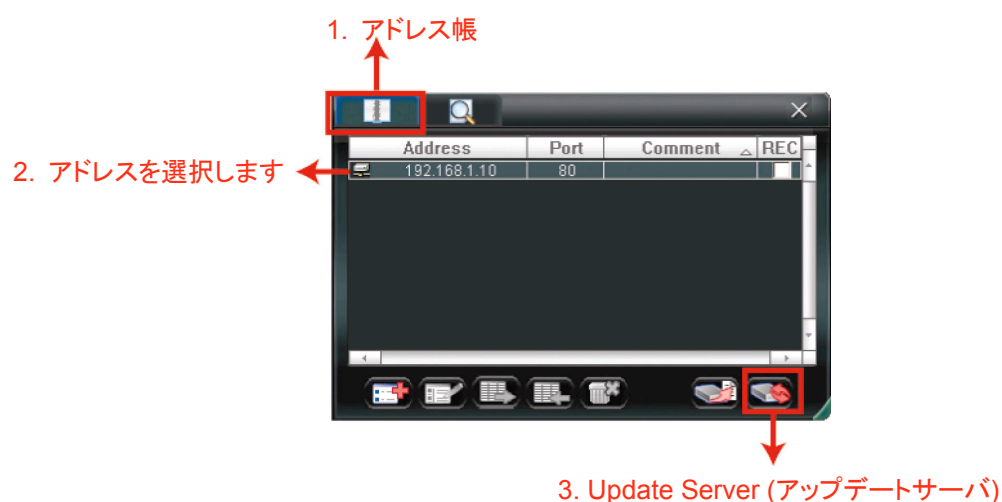 1. アドレス帳
Address Port Comment REC
2. アドレスを選択します
192.168.1.10 80
3. Update Server (アップデートサーバ)